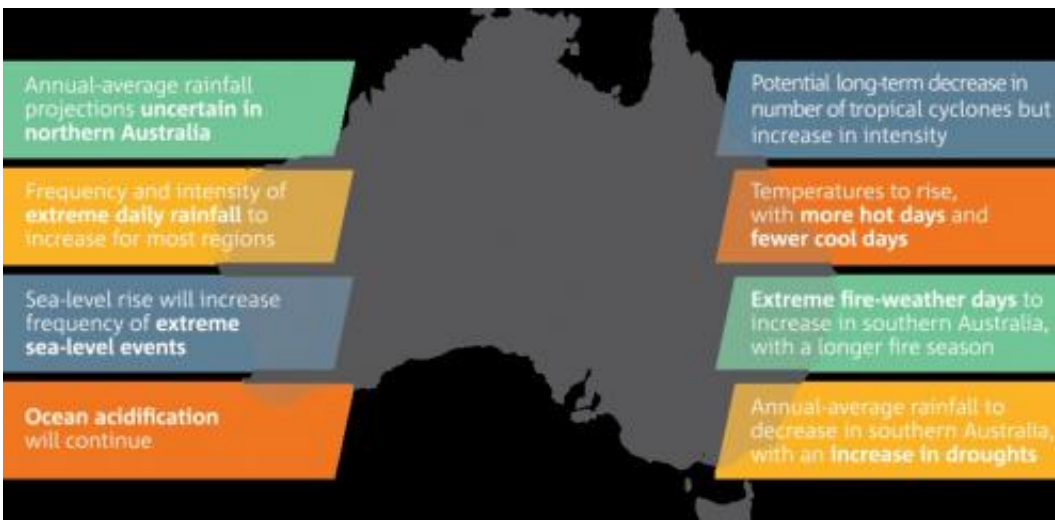 Annual-average rainfall
projections uncertain in
northern Australia
Frequency and intensity of
extreme daily rainfall to
increase for most regions
Sea-level rise will increase
frequency of extreme
sea-level events
Ocean acidification
will continue
Potential long-term decrease in
number of tropical cyclones but
increase in intensity
Temperatures to rise,
with more hot days and
fewer cool days
Extreme fire-weather days to
increase in southern Australia,
with a longer fire season
Annual-average rainfall to
decrease in southern Australia,
with an increase in droughts